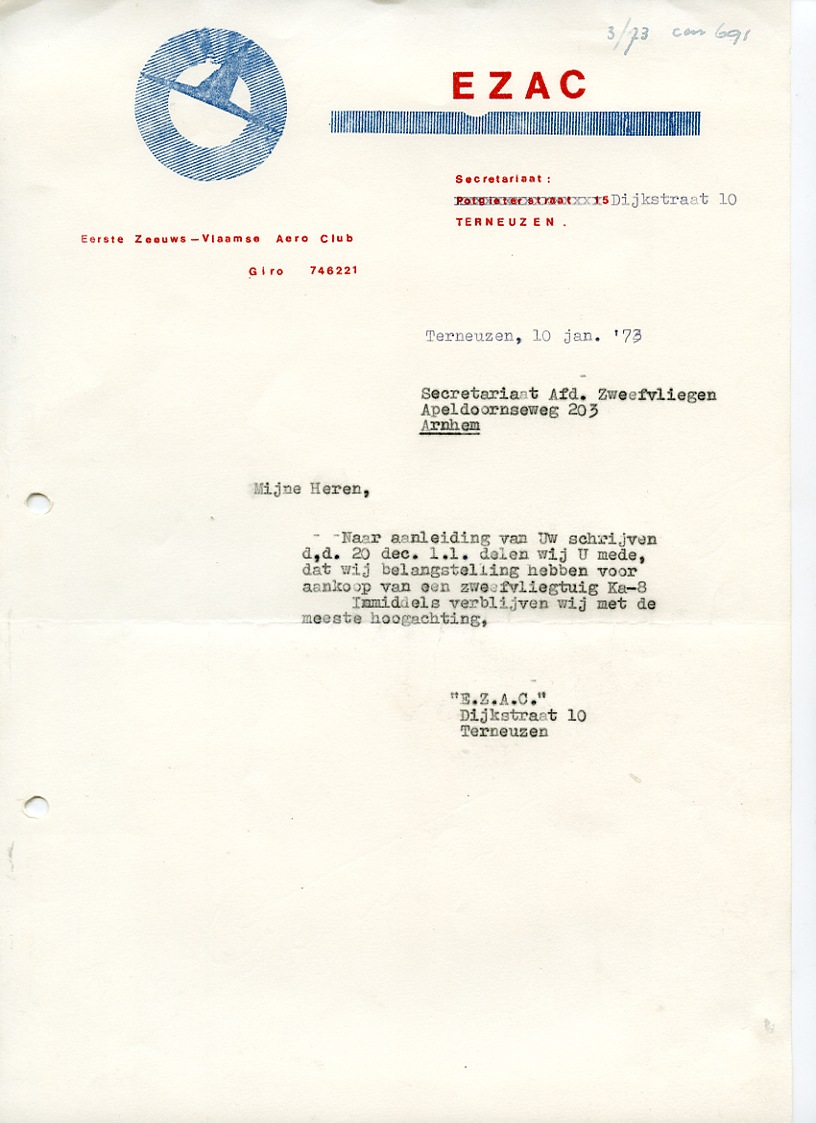 3/73 cor 691
EZAC
Secretariaat:
Potgieterstraat 15 Dijkstraat 10
TERNEUZEN.
Eerste Zeeuws-Vlaamse Aero Club
Giro 746221
Terneuzen, 10 jan. '73
Secretariaat Afd. Zweefvliegen
Apeldoornseweg 203
Arnhem
Mijne Heren,
- -Naar aanleiding van Uw schrijven
d,d. 20 dec. l.l. delen wij U mede,
dat wij belangstelling hebben voor
aankoop van een zweefvliegtuig Ka-8
Inmiddels verblijven wij met de
meeste hoogachting,
"E.Z.A.C."
Dijkstraat 10
Terneuzen